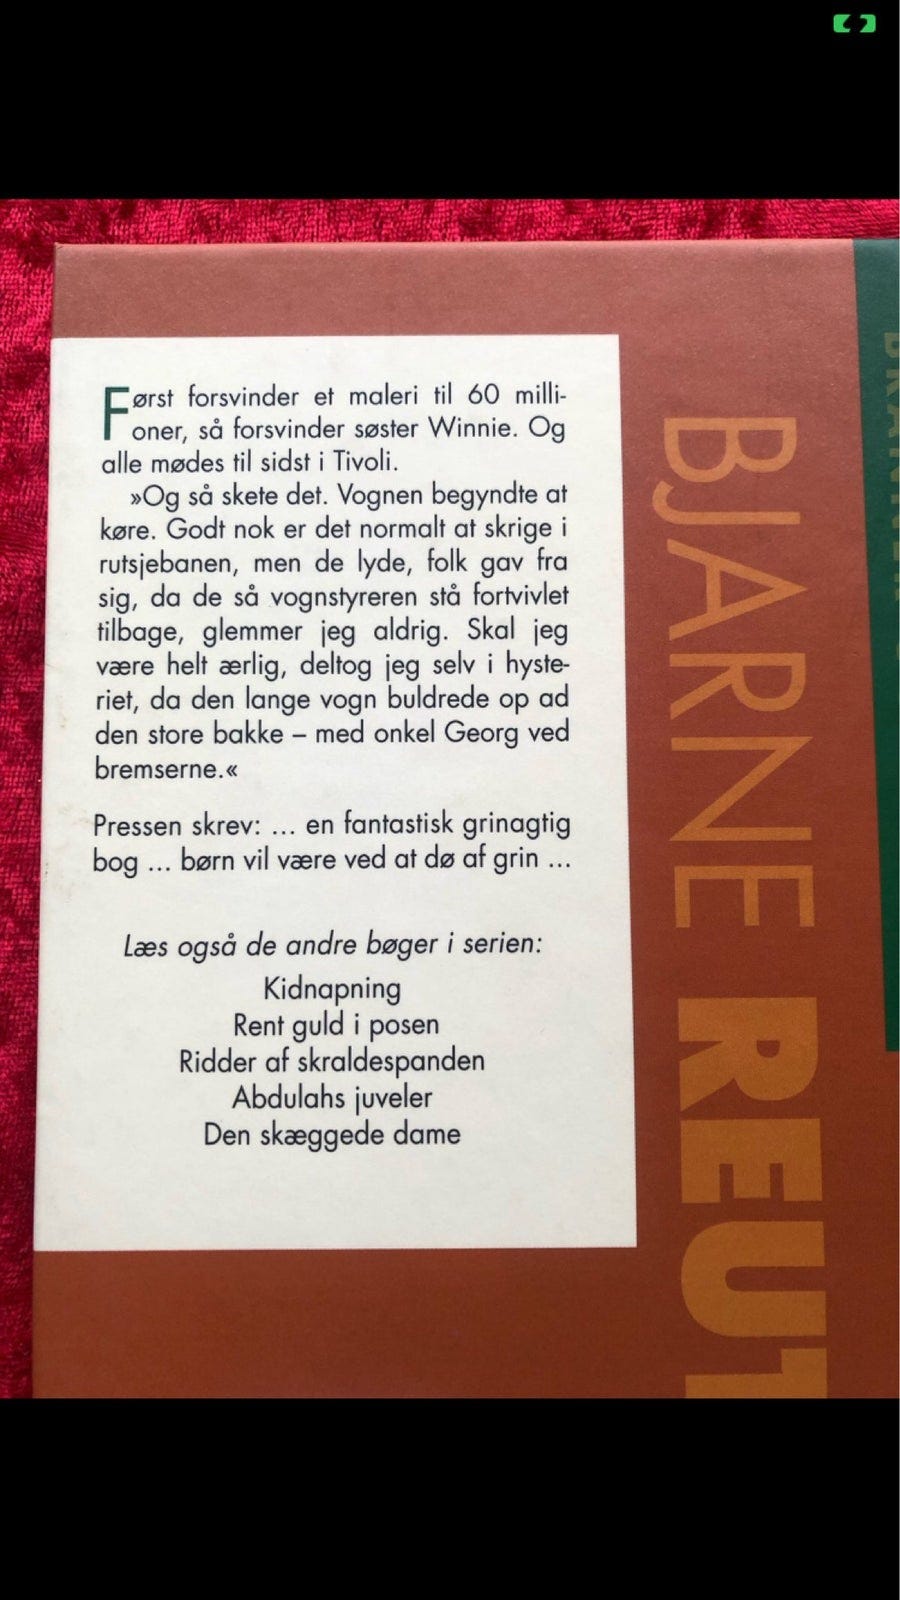 Først forsvinder et maleri til 60 milli-
oner, så forsvinder søster Winnie. Og
alle mødes til sidst i Tivoli.
»Og så skete det. Vognen begyndte at
køre. Godt nok er det normalt at skrige i
rutsjebanen, men de lyde, folk gav fra
sig, da de så vognstyreren stå fortvivlet
tilbage, glemmer jeg aldrig. Skal jeg
være helt ærlig, deltog jeg selv i hyste-
riet, da den lange vogn buldrede op ad
den store bakke – med onkel Georg ved
bremserne.«
Pressen skrev: ... en fantastisk grinagtig
bog ... børn vil være ved at dø af grin ...
Læs også de andre bøger i serien:
Kidnapning
Rent guld i posen
Ridder af skraldespanden
Abdulahs juveler
Den skæggede dame
BJARNE REUT